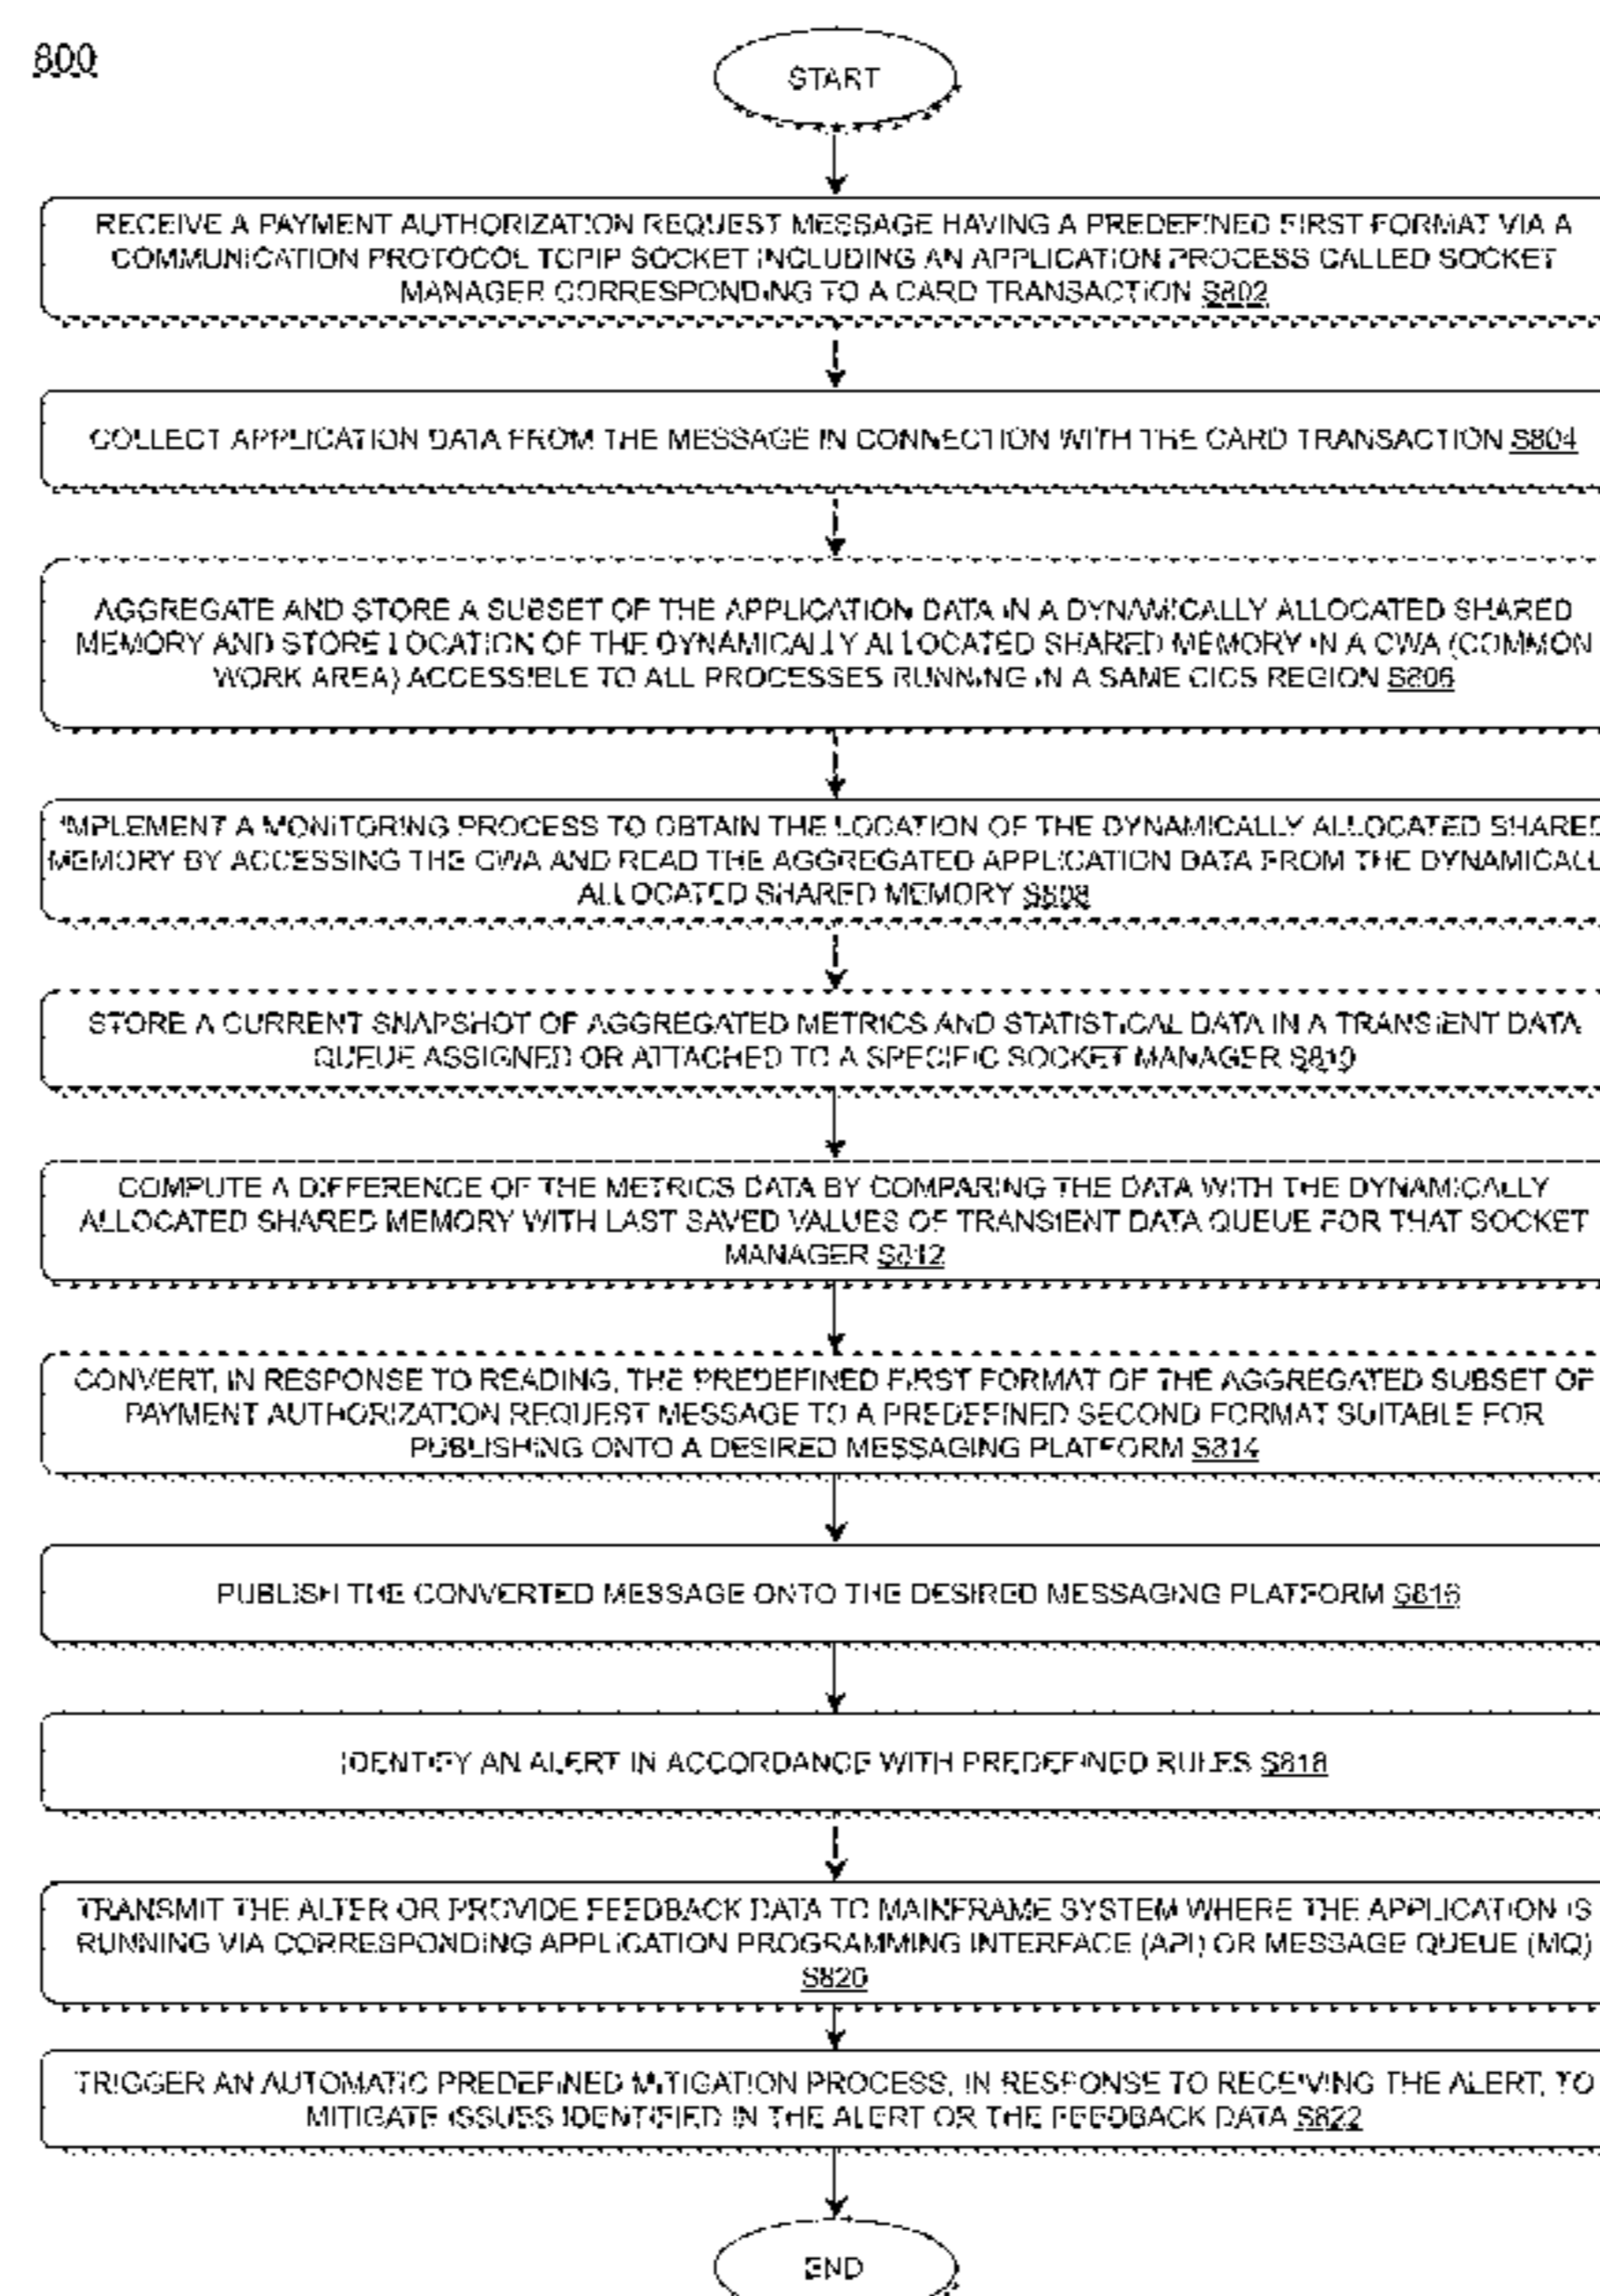 800
START
RECEIVE A PAYMENT AUTHORIZATION REQUEST MESSAGE HAVING A PREDEFINED FIRST FORMAT VIA A
COMMUNICATION PROTOCOL TCPIP SOCKET INCLUDING AN APPLICATION PROCESS CALLED SOCKET
MANAGER CORRESPONDING TO A CARD TRANSACTION S802
COLLECT APPLICATION DATA FROM THE MESSAGE IN CONNECTION WITH THE CARD TRANSACTION S804
AGGREGATE AND STORE A SUBSET OF THE APPLICATION DATA IN A DYNAMICALLY ALLOCATED SHARED
MEMORY AND STORE LOCATION OF THE DYNAMICALLY ALLOCATED SHARED MEMORY IN A CWA (COMMON
WORK AREA) ACCESSIBLE TO ALL PROCESSES RUNNING IN A SAME CICS REGION S806
IMPLEMENT A MONITORING PROCESS TO OBTAIN THE LOCATION OF THE DYNAMICALLY ALLOCATED SHARED
MEMORY BY ACCESSING THE CWA AND READ THE AGGREGATED APPLICATION DATA FROM THE DYNAMICALL
ALLOCATED SHARED MEMORY S808
STORE A CURRENT SNAPSHOT OF AGGREGATED METRICS AND STATISTICAL DATA IN A TRANSIENT DATA
QUEUE ASSIGNED OR ATTACHED TO A SPECIFIC SOCKET MANAGER S810
COMPUTE A DIFFERENCE OF THE METRICS DATA BY COMPARING THE DATA WITH THE DYNAMICALLY
ALLOCATED SHARED MEMORY WITH LAST SAVED VALUES OF TRANSIENT DATA QUEUE FOR THAT SOCKET
MANAGER S812
CONVERT, IN RESPONSE TO READING, THE PREDEFINED FIRST FORMAT OF THE AGGREGATED SUBSET OF
PAYMENT AUTHORIZATION REQUEST MESSAGE TO A PREDEFINED SECOND FORMAT SUITABLE FOR
PUBLISHING ONTO A DESIRED MESSAGING PLATFORM S814
PUBLISH THE CONVERTED MESSAGE ONTO THE DESIRED MESSAGING PLATFORM S816
IDENTIFY AN ALERT IN ACCORDANCE WITH PREDEFINED RULES S818
TRANSMIT THE ALTER OR PROVIDE FEEDBACK DATA TO MAINFRAME SYSTEM WHERE THE APPLICATION IS
RUNNING VIA CORRESPONDING APPLICATION PROGRAMMING INTERFACE (API) OR MESSAGE QUEUE (MQ)
S820
TRIGGER AN AUTOMATIC PREDEFINED MITIGATION PROCESS, IN RESPONSE TO RECEIVING THE ALERT, TO
MITIGATE ISSUES IDENTIFIED IN THE ALERT OR THE FEEDBACK DATA S822
END